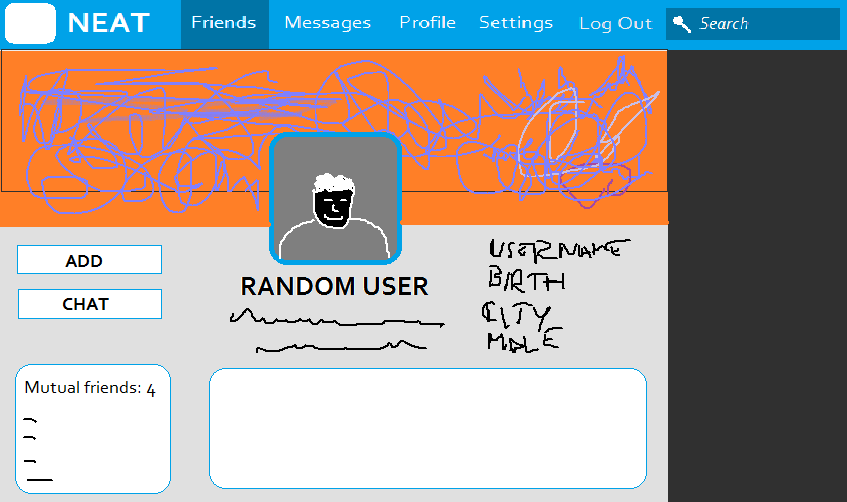 NEAT Friends Messages Profile Settings Log Out Search
ADD
CHAT
RANDOM USER
USERNAME
BIRTH
CITY
MALE
Mutual friends: 4